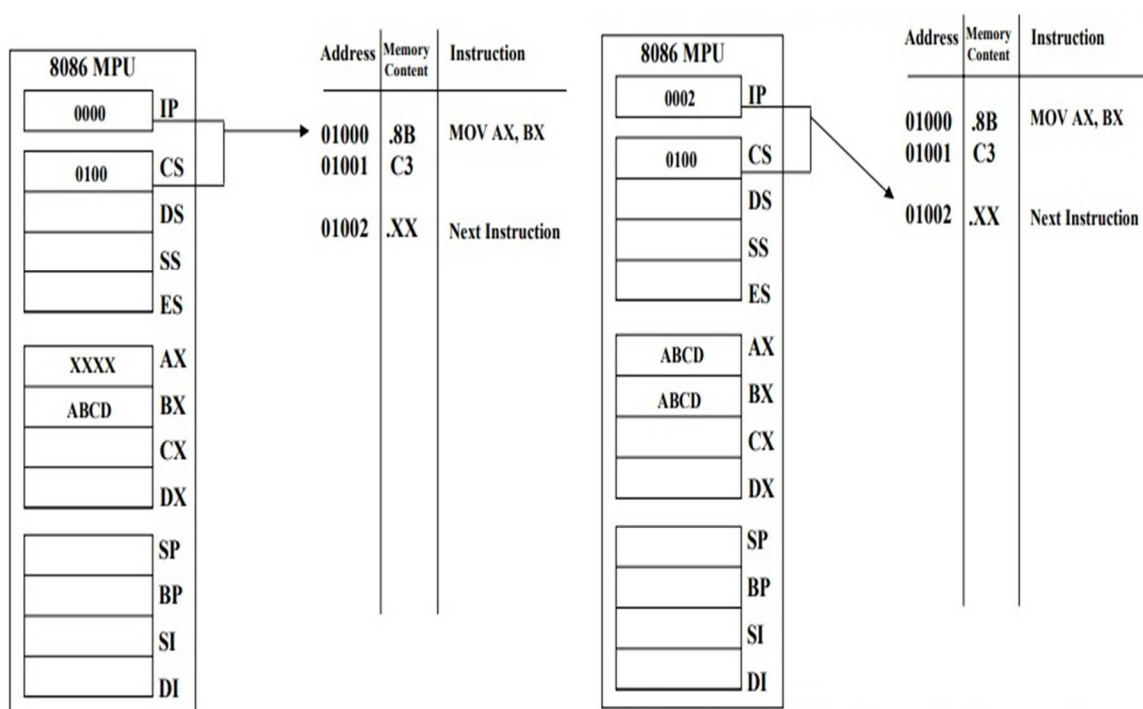 8086 MPU
0000 IP
0100 CS
DS
SS
ES
XXXX AX
ABCD BX
CX
DX
SP
BP
SI
DI
Address Memory Content Instruction
01000 .8B MOV AX, BX
01001 C3
01002 .XX Next Instruction
8086 MPU
0002 IP
0100 CS
DS
SS
ES
ABCD AX
ABCD BX
CX
DX
SP
BP
SI
DI
Address Memory Content Instruction
01000 .8B MOV AX, BX
01001 C3
01002 .XX Next Instruction